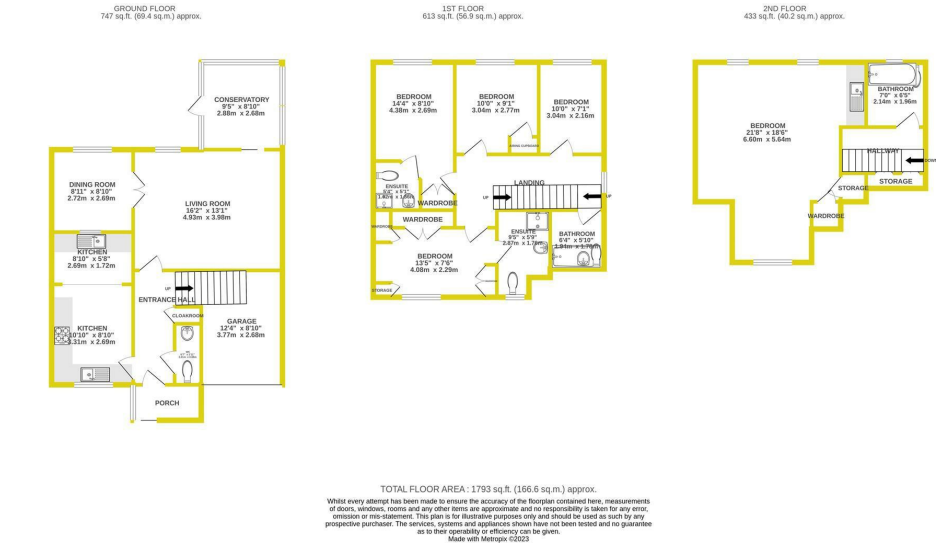 GROUND FLOOR
747 sq.ft. (69.4 sq.m.) approx.
1ST FLOOR
613 sq.ft. (56.9 sq.m.) approx.
2ND FLOOR
433 sq.ft. (40.2 sq.m.) approx.
CONSERVATORY
9'5" x 8'10"
2.88m x 2.68m
DINING ROOM
8'11" x 8'10"
2.72m x 2.69m
LIVING ROOM
16'2" x 13'1"
4.93m x 3.98m
KITCHEN
8'10" x 5'8"
2.69m x 1.72m
UP
ENTRANCE HALL
CLOAKROOM
KITCHEN
10'10" x 8'10"
3.31m x 2.69m
GARAGE
12'4" x 8'10"
3.77m x 2.68m
PORCH
BEDROOM
14'4" x 8'10"
4.38m x 2.69m
BEDROOM
10'0" x 9'1"
3.04m x 2.77m
BEDROOM
10'0" x 7'1"
3.04m x 2.16m
ENSUITE
LANDING
UP
UP
WARDROBE
WARDROBE
WARDROBE
ENSUITE
9'5" x 5'9"
BATHROOM
6'4" x 5'10"
BEDROOM
13'5" x 7'6"
4.08m x 2.29m
STORAGE
BEDROOM
21'8" x 18'6"
6.60m x 5.64m
BATHROOM
7'0" x 6'5"
2.14m x 1.96m
HALLWAY
DOWN
STORAGE
STORAGE
WARDROBE
TOTAL FLOOR AREA : 1793 sq.ft. (166.6 sq.m.) approx.
Whilst every attempt has been made to ensure the accuracy of the floorplan contained here, measurements
of doors, windows, rooms and any other items are approximate and no responsibility is taken for any error,
omission or mis-statement. This plan is for illustrative purposes only and should be used as such by any
prospective purchaser. The services, systems and appliances shown have not been tested and no guarantee
as to their operability or efficiency can be given.
Made with Metropix ©2023